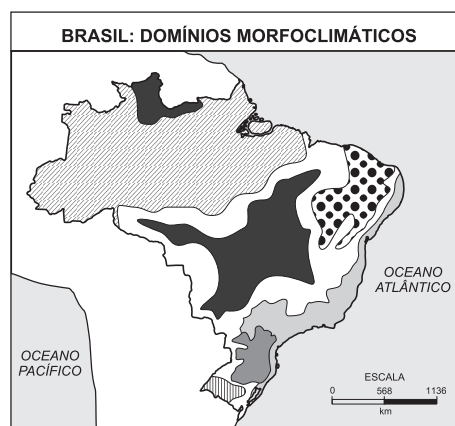 BRASIL: DOMÍNIOS MORFOCLIMÁTICOS
OCEANO
ATLÂNTICO
OCEANO
PACÍFICO
ESCALA
0 568 1136
km